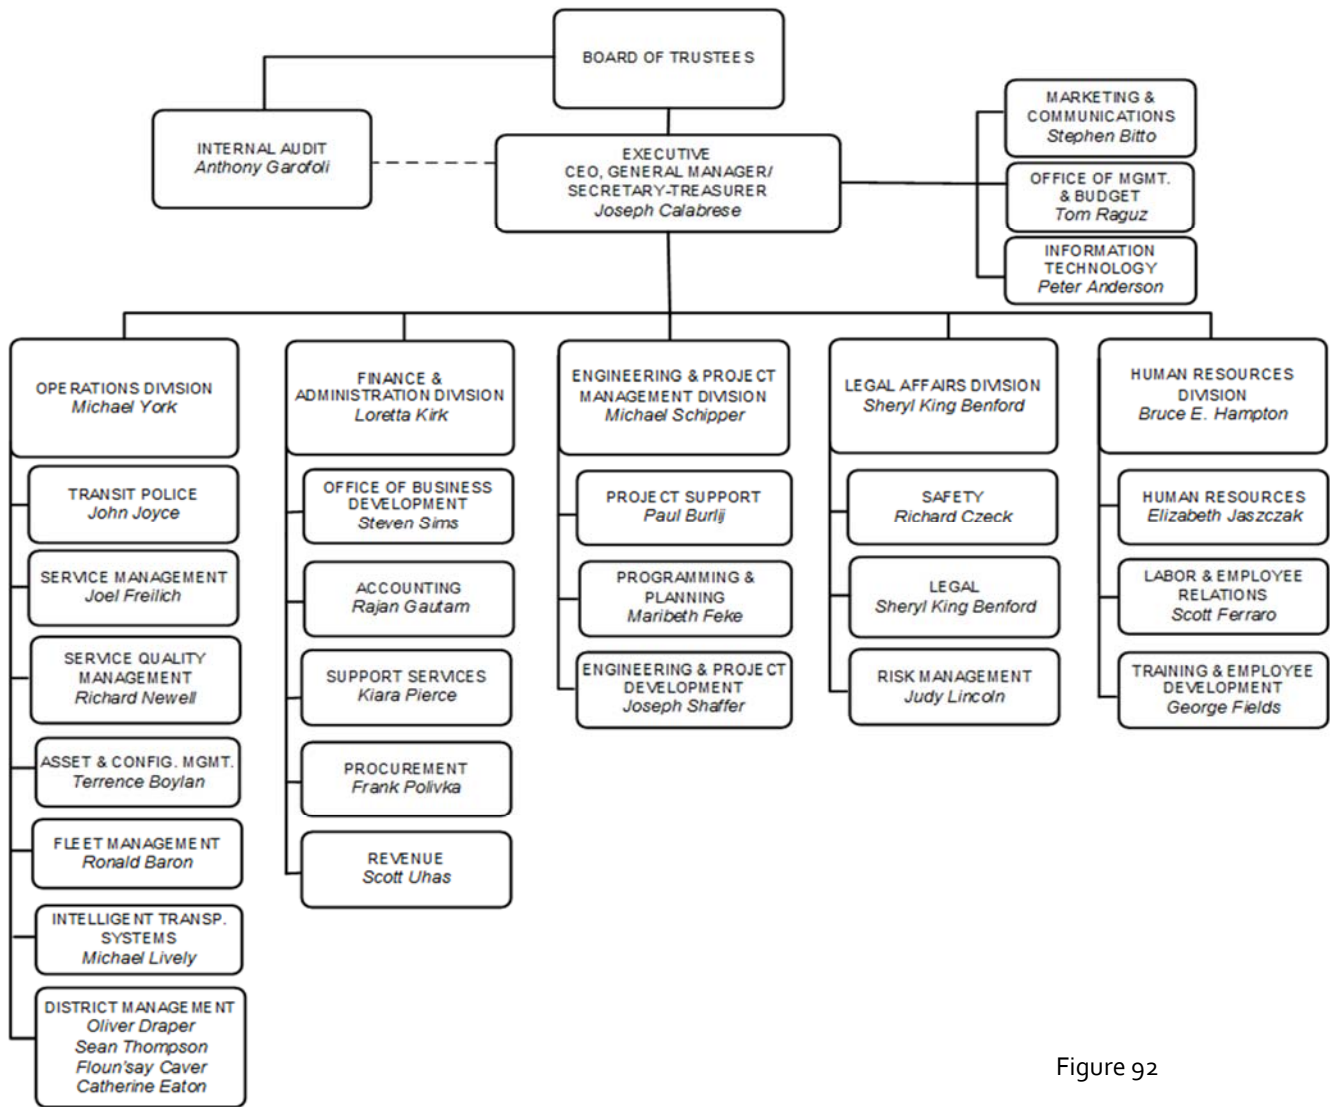 BOARD OF TRUSTEES
INTERNAL AUDIT
Anthony Garofoli
EXECUTIVE
CEO, GENERAL MANAGER/
SECRETARY-TREASURER
Joseph Calabrese
MARKETING &
COMMUNICATIONS
Stephen Bitto
OFFICE OF MGMT.
& BUDGET
Tom Raguz
INFORMATION
TECHNOLOGY
Peter Anderson
OPERATIONS DIVISION
Michael York
TRANSIT POLICE
John Joyce
SERVICE MANAGEMENT
Joel Freilich
SERVICE QUALITY
MANAGEMENT
Richard Newell
ASSET & CONFIG. MGMT.
Terrence Boylan
FLEET MANAGEMENT
Ronald Baron
INTELLIGENT TRANSP.
SYSTEMS
Michael Lively
DISTRICT MANAGEMENT
Oliver Draper
Sean Thompson
Floun'say Caver
Catherine Eaton
FINANCE &
ADMINISTRATION DIVISION
Loretta Kirk
OFFICE OF BUSINESS
DEVELOPMENT
Steven Sims
ACCOUNTING
Rajan Gautam
SUPPORT SERVICES
Kiara Pierce
PROCUREMENT
Frank Polivka
REVENUE
Scott Uhas
ENGINEERING & PROJECT
MANAGEMENT DIVISION
Michael Schipper
PROJECT SUPPORT
Paul Burlij
PROGRAMMING &
PLANNING
Maribeth Feke
ENGINEERING & PROJECT
DEVELOPMENT
Joseph Shaffer
LEGAL AFFAIRS DIVISION
Sheryl King Benford
SAFETY
Richard Czeck
LEGAL
Sheryl King Benford
RISK MANAGEMENT
Judy Lincoln
HUMAN RESOURCES
DIVISION
Bruce E. Hampton
HUMAN RESOURCES
Elizabeth Jaszczak
LABOR & EMPLOYEE
RELATIONS
Scott Ferraro
TRAINING & EMPLOYEE
DEVELOPMENT
George Fields
Figure 92